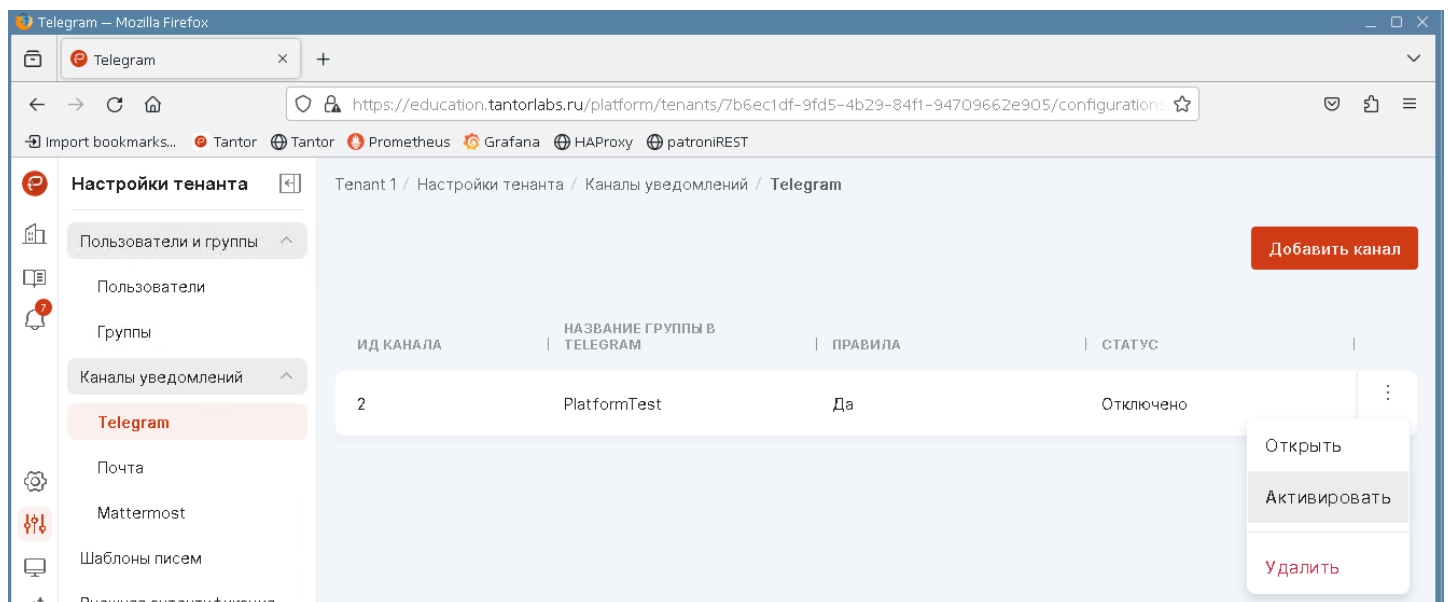 Telegram — Mozilla Firefox
Telegram
https://education.tantorlabs.ru/platform/tenants/7b6ec1df-9fd5-4b29-84f1-94709662e905/configurations
Import bookmarks... Tantor Tantor Prometheus Grafana HAProxy patroniREST
Настройки тенанта
Tenant 1 / Настройки тенанта / Каналы уведомлений / Telegram
Пользователи и группы
Добавить канал
Пользователи
7
Группы
ИД КАНАЛА
НАЗВАНИЕ ГРУППЫ В
TELEGRAM
ПРАВИЛА
СТАТУС
Каналы уведомлений
2 PlatformTest Да Отключено
Telegram
Открыть
Почта
Активировать
Mattermost
Шаблоны писем
Удалить